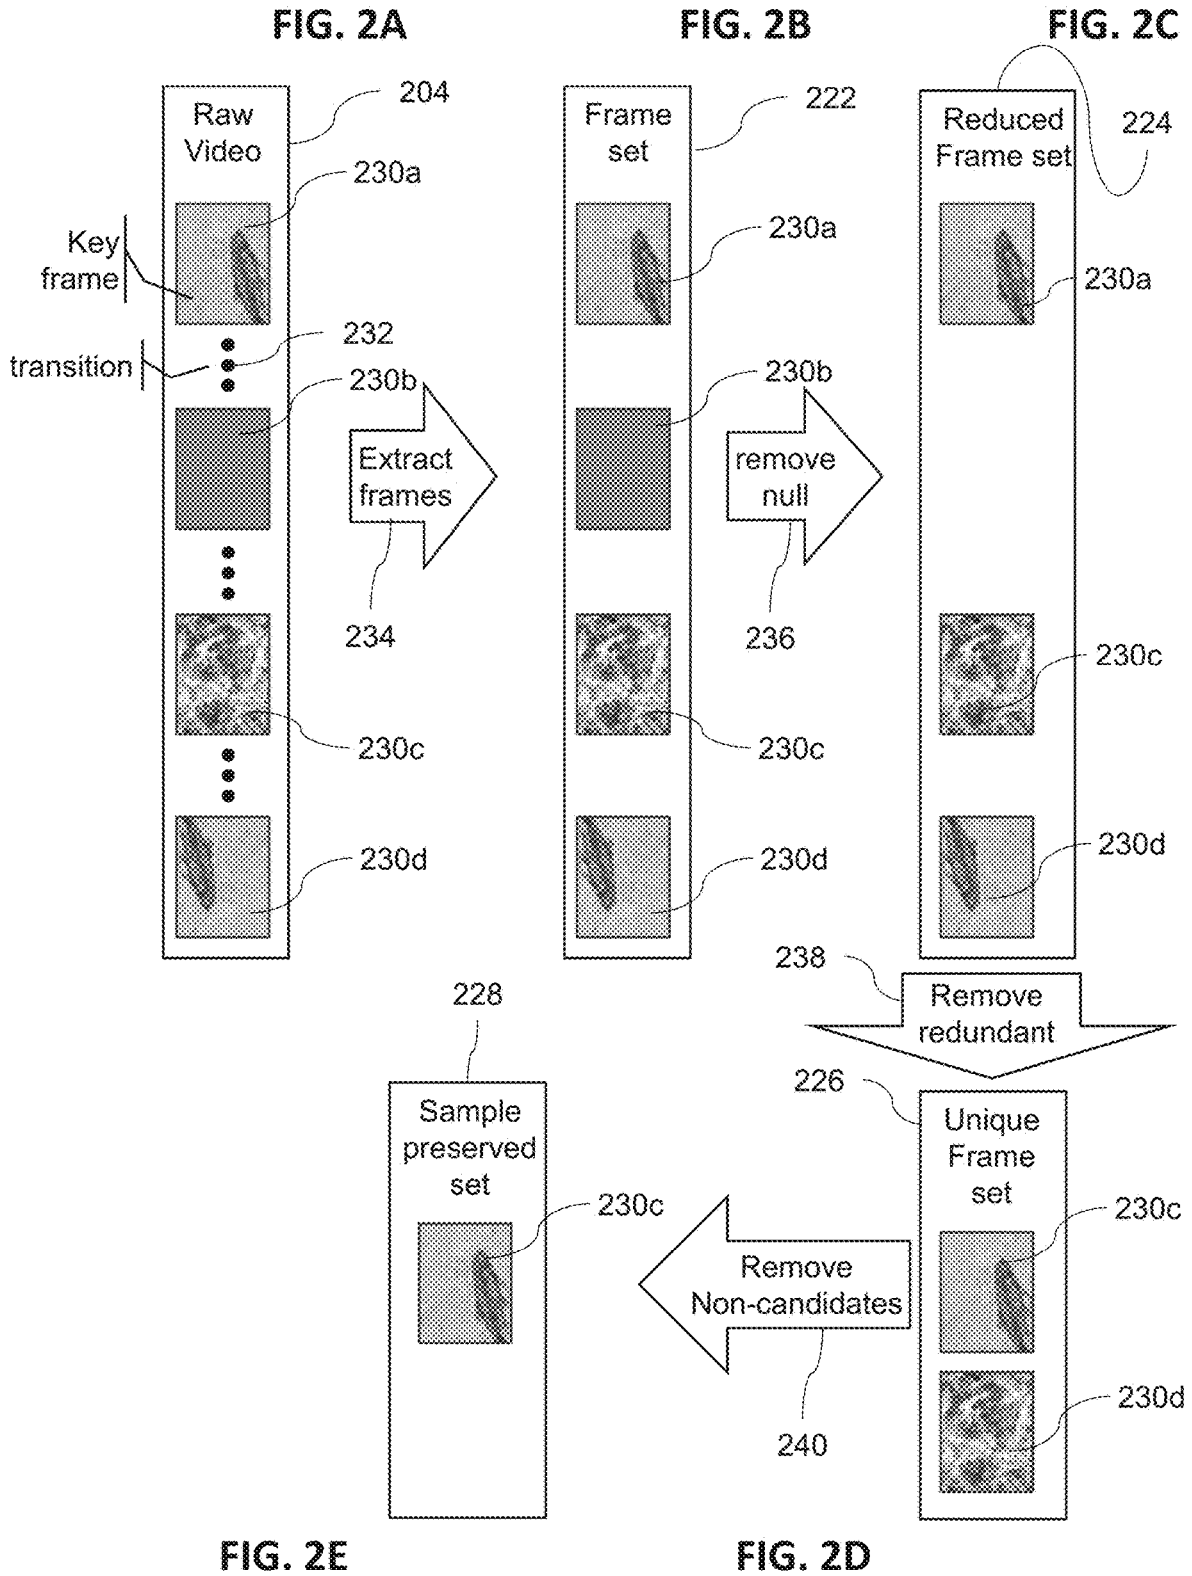 FIG. 2A
FIG. 2B
FIG. 2C
Raw
Video
204
230a
Key
frame
transition
232
230b
Extract
frames
234
230c
230d
Frame
set
222
230a
230b
remove
null
236
230c
230d
Reduced
Frame set
224
230a
230c
230d
238
Remove
redundant
226
Unique
Frame
set
230c
230d
Remove
Non-candidates
240
228
Sample
preserved
set
230c
FIG. 2E
FIG. 2D